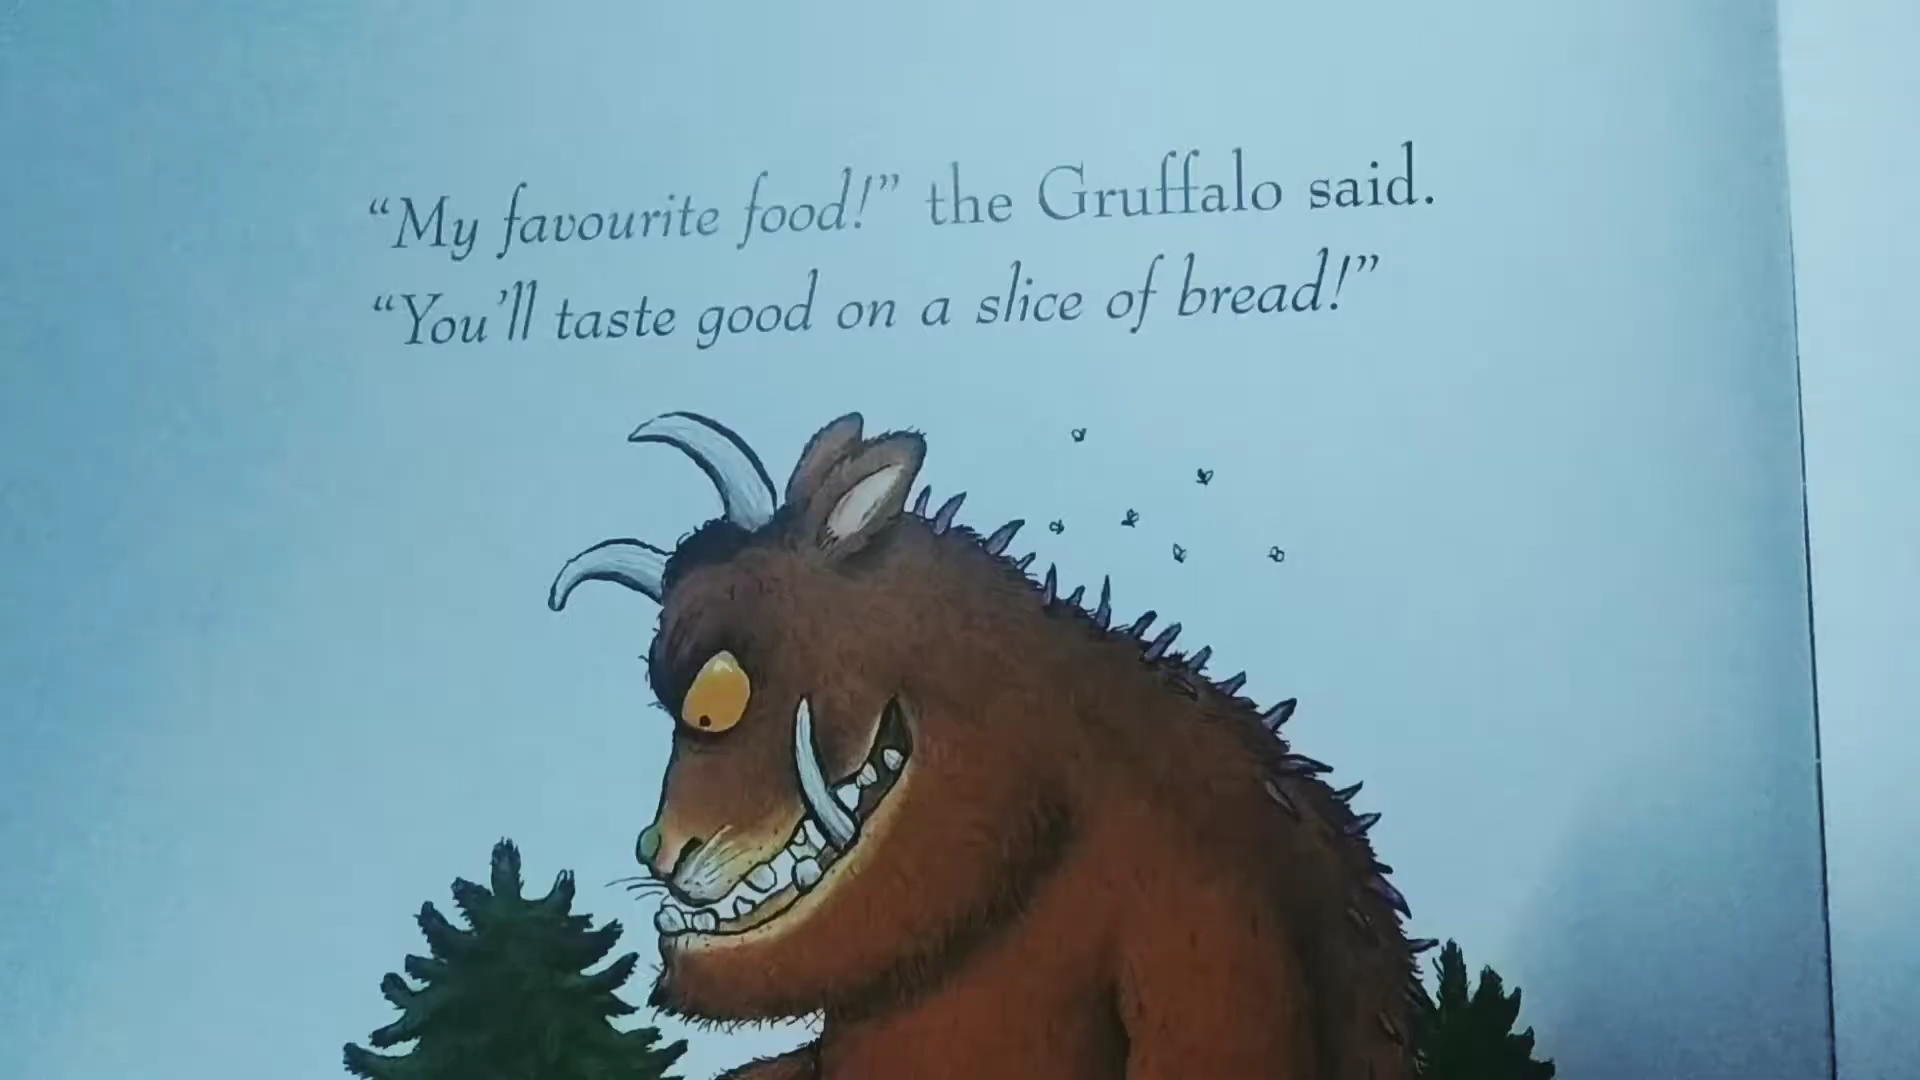 “My favourite food!” the Gruffalo said.
“You’ll taste good on a slice of bread!”